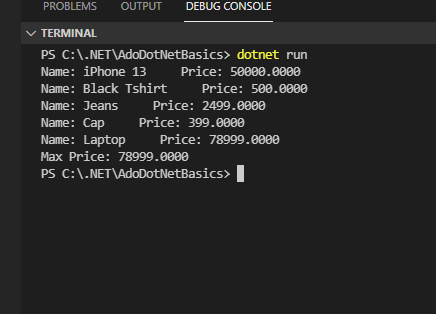 PROBLEMS OUTPUT DEBUG CONSOLE
TERMINAL
PS C:\.NET\AdoDotNetBasics> dotnet run
Name: iPhone 13     Price: 50000.0000
Name: Black Tshirt     Price: 500.0000
Name: Jeans     Price: 2499.0000
Name: Cap     Price: 399.0000
Name: Laptop     Price: 78999.0000
Max Price: 78999.0000
PS C:\.NET\AdoDotNetBasics>